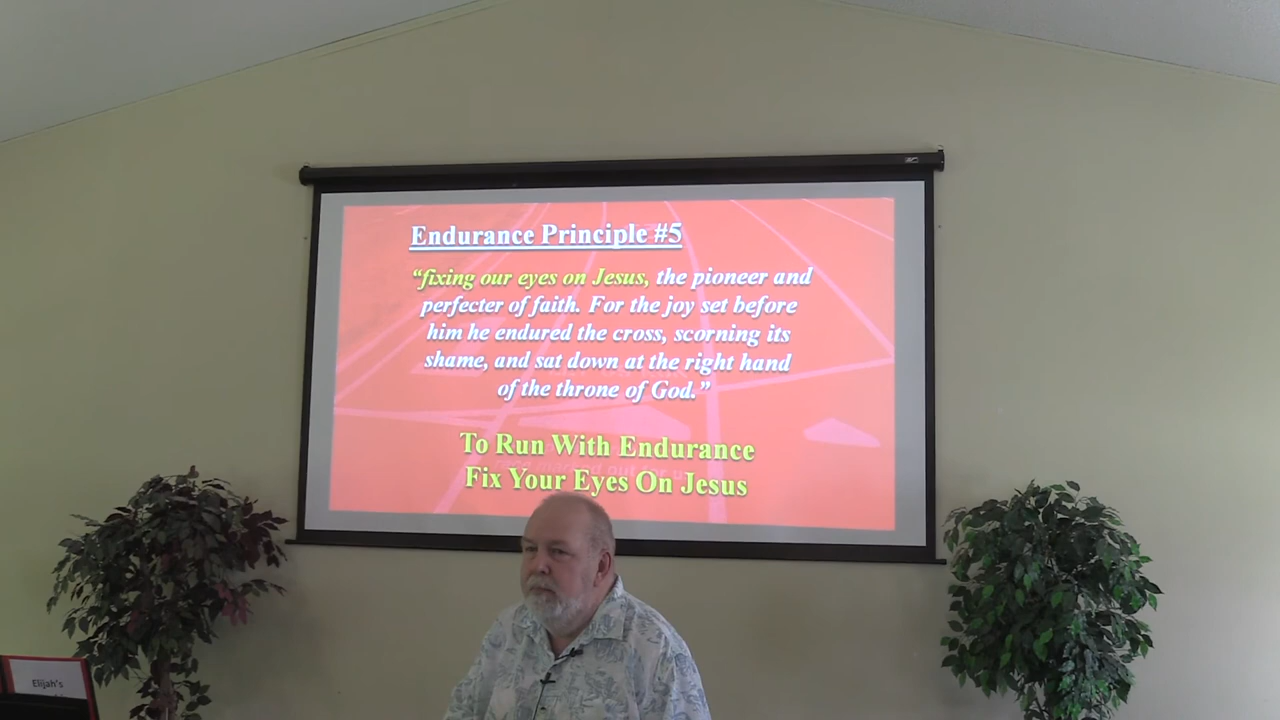 Endurance Principle #5
“fixing our eyes on Jesus, the pioneer and
perfecter of faith. For the joy set before
him he endured the cross, scorning its
shame, and sat down at the right hand
of the throne of God.”
To Run With Endurance
Fix Your Eyes On Jesus
Elijah's